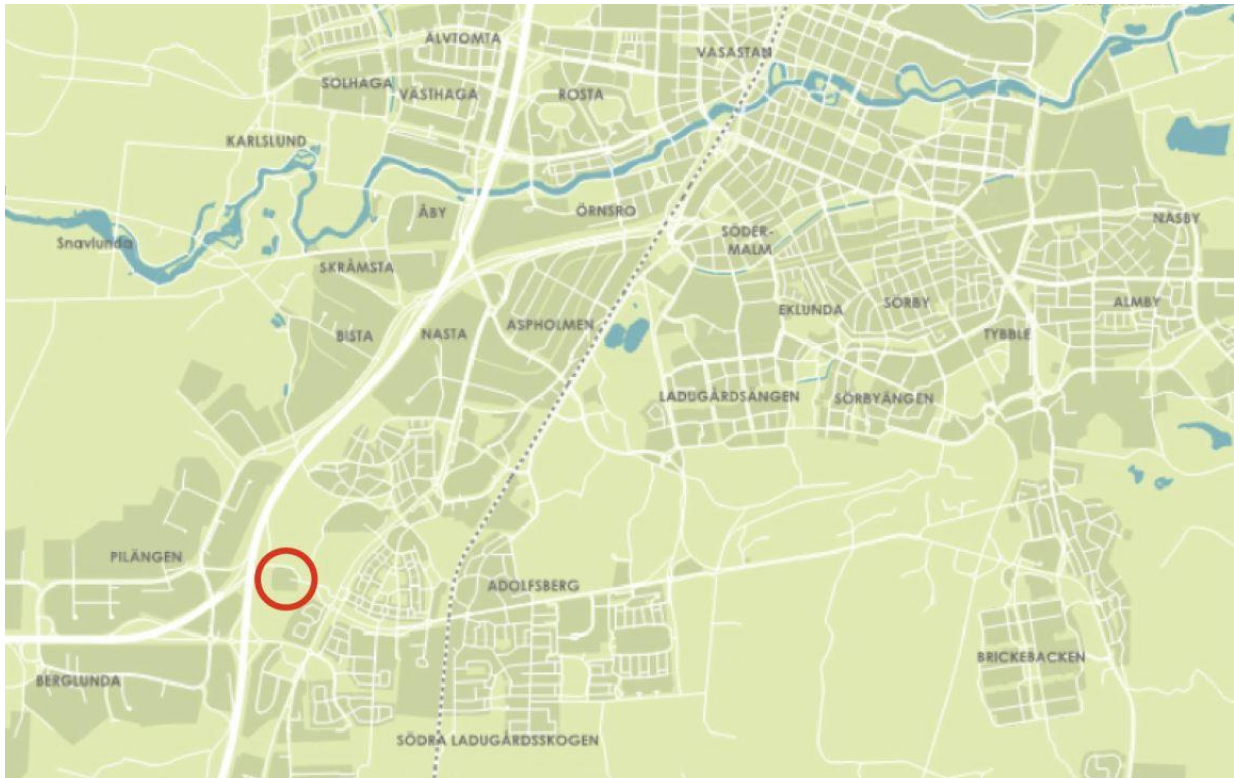 ÄLVTOMTA
VASASTAN
SOLHAGA
VÄSTHAGA
ROSTA
KARLSLUND
ÅBY
ÖRNSRO
NÄSBY
Snavlunda
SÖDER-
MALM
SKRÅMSTA
EKLUNDA
SÖRBY
ALMBY
BISTA
NASTA
ASPHOLMEN
TYBBLE
LADUGÅRDSÄNGEN
SÖRBYÄNGEN
PILÄNGEN
ADOLFSBERG
BRICKEBACKEN
BERGLUNDA
SÖDRA LADUGÅRDSSKOGEN